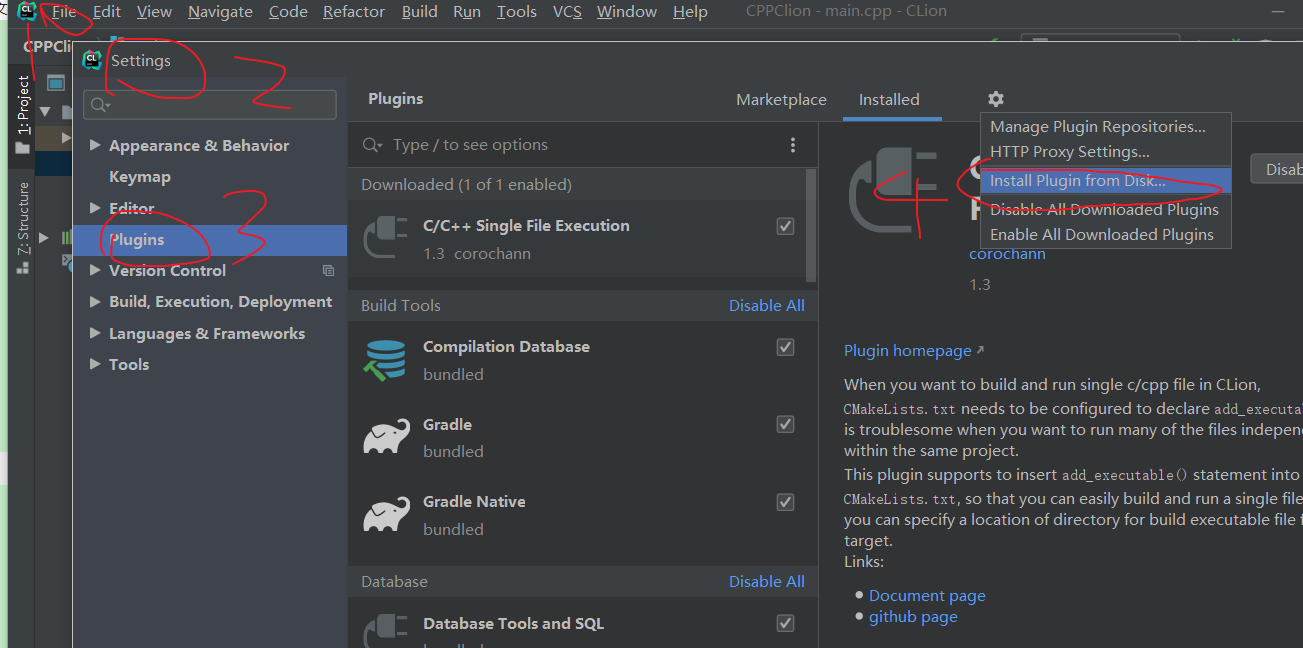 File Edit View Navigate Code Refactor Build Run Tools VCS Window Help CPPClion - main.cpp - CLion
CPPCli
Settings
2
1: Project
7: Structure
Appearance & Behavior
Keymap
Editor
Plugins
3
Version Control
Build, Execution, Deployment
Languages & Frameworks
Tools
Plugins
Marketplace
Installed
Type / to see options
Downloaded (1 of 1 enabled)
C/C++ Single File Execution
1.3 corochann
Build Tools
Disable All
Compilation Database
bundled
Gradle
bundled
Gradle Native
bundled
Database
Disable All
Database Tools and SQL
Manage Plugin Repositories...
HTTP Proxy Settings...
Install Plugin from Disk...
Disable All Downloaded Plugins
Enable All Downloaded Plugins
4
Disab
corochann
1.3
Plugin homepage
When you want to build and run single c/cpp file in CLion,
CMakeLists.txt needs to be configured to declare add_executa
is troublesome when you want to run many of the files indepen
within the same project.
This plugin supports to insert add_executable() statement into
CMakeLists.txt, so that you can easily build and run a single file
you can specify a location of directory for build executable file f
target.
Links:
Document page
github page